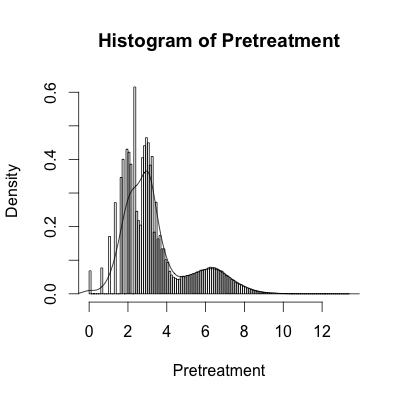 Histogram of Pretreatment
Density
0.0 0.2 0.4 0.6
0 2 4 6 8 10 12
Pretreatment